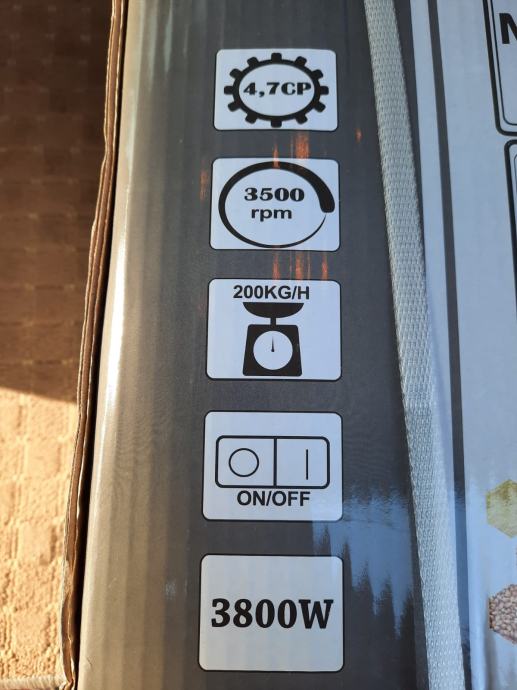 4,7CP
3500
rpm
200KG/H
ON/OFF
3800W